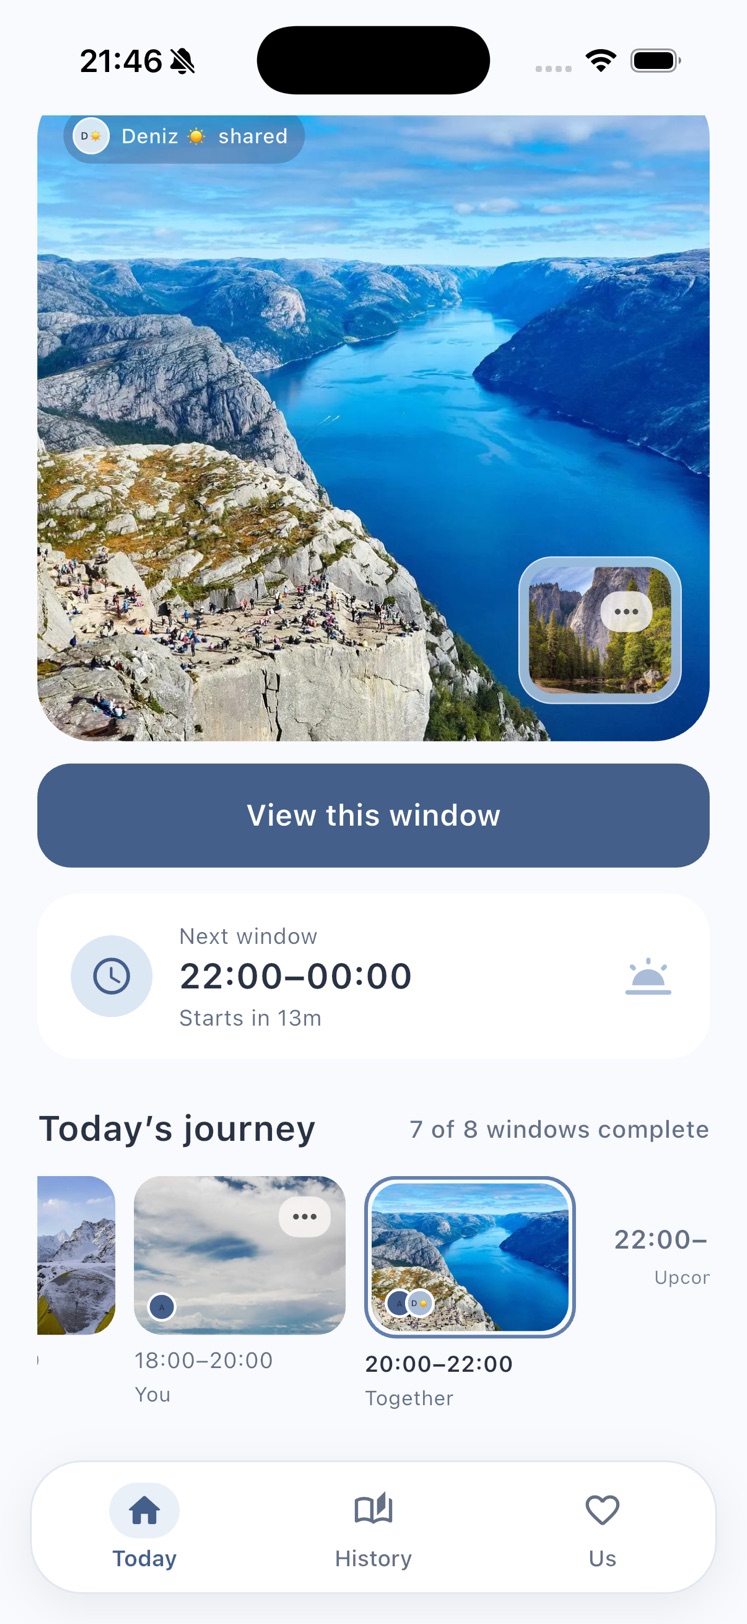 21:46
D☀️ Deniz ☀️ shared
View this window
Next window
22:00–00:00
Starts in 13m
Today’s journey
7 of 8 windows complete
A
A D☀️
22:00–
Upcor
18:00–20:00
You
20:00–22:00
Together
Today
History
Us